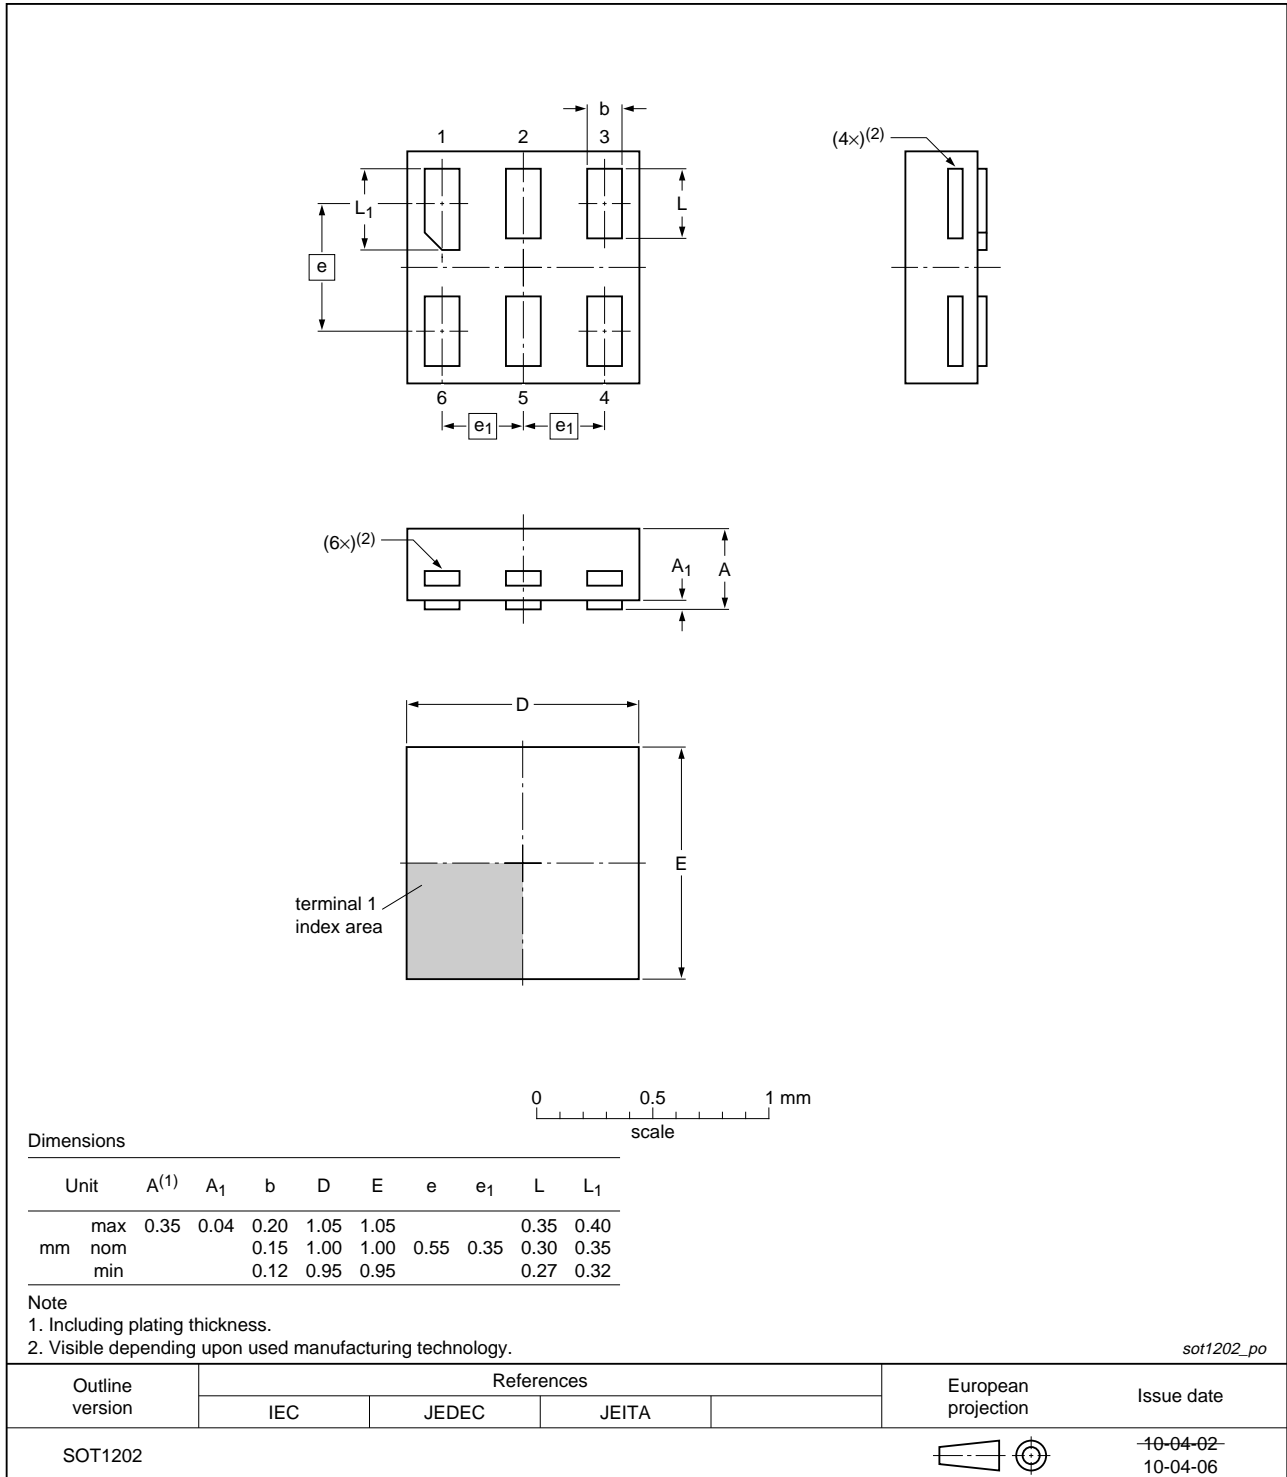 b
1 2 3
(4×)(2)
L1
L
e
6 5 4
e1 e1
(6×)(2)
A1 A
D
E
terminal 1
index area
0 0.5 1 mm
scale
Dimensions
Unit A(1) A1 b D E e e1 L L1
max 0.35 0.04 0.20 1.05 1.05 0.35 0.40
mm nom 0.15 1.00 1.00 0.55 0.35 0.30 0.35
min 0.12 0.95 0.95 0.27 0.32
Note
1. Including plating thickness.
2. Visible depending upon used manufacturing technology.
sot1202_po
Outline
version
References
IEC JEDEC JEITA
European
projection
Issue date
SOT1202
10-04-02
10-04-06